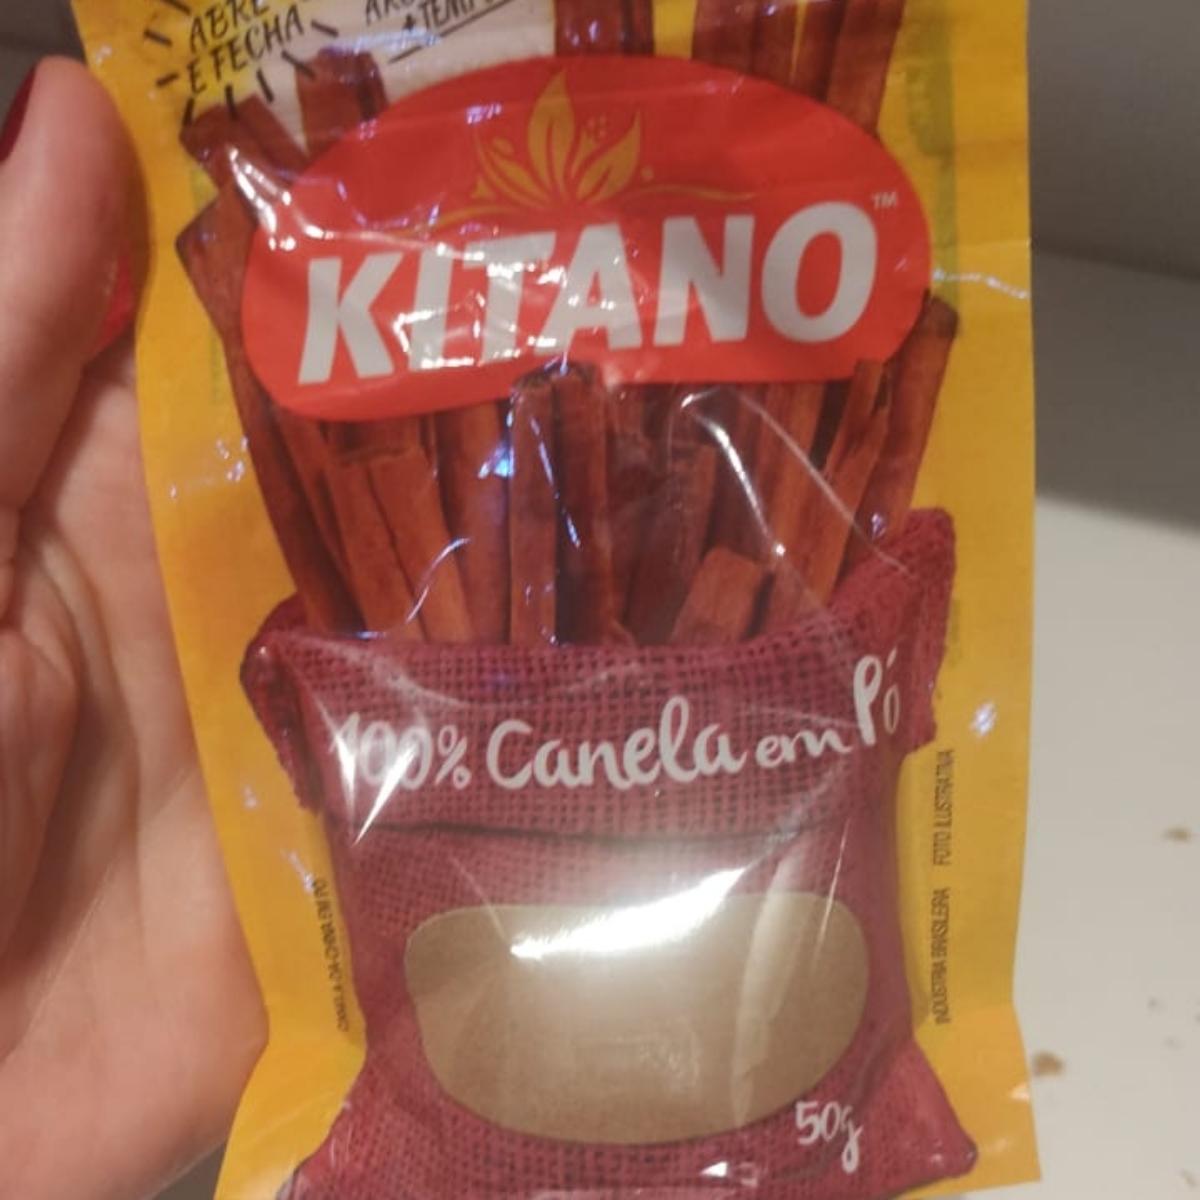 ABRE
E FECHA
KITANO™
100% Canela em Pó
CANELA-DA-CHINA EM PÓ
INDÚSTRIA BRASILEIRA FOTO ILUSTRATIVA
50g